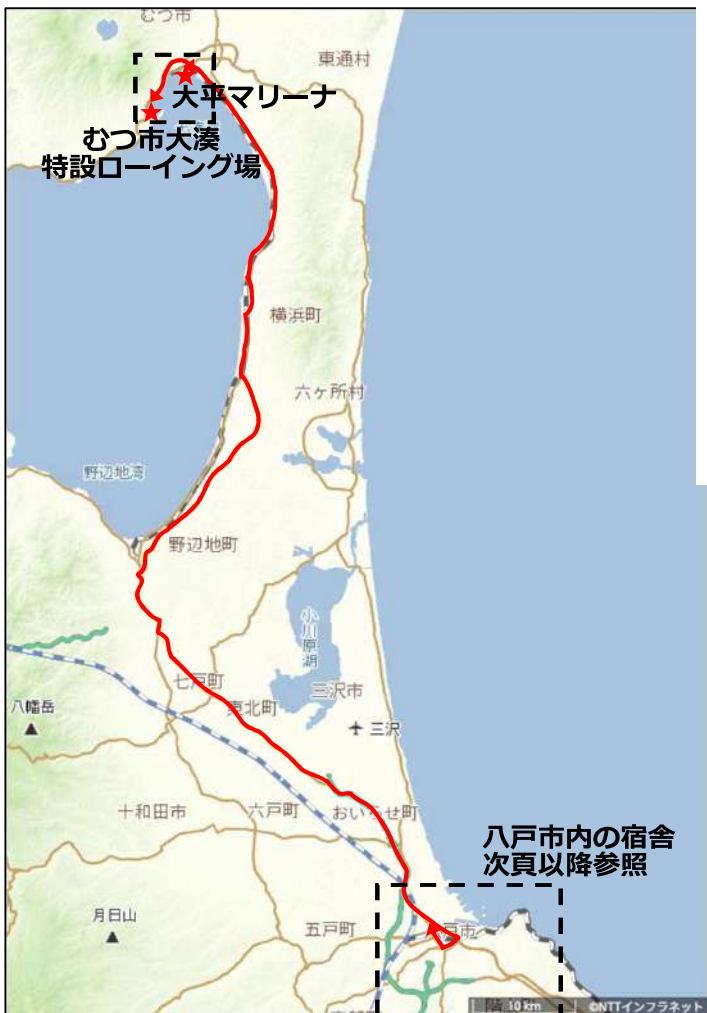 むつ市
東通村
大平マリーナ
むつ市大湊
特設ローイング場
横浜町
六ヶ所村
野辺地湾
野辺地町
小川原湖
七戸町
三沢市
東北町
八幡岳
三沢
十和田市
六戸町
おいらせ町
八戸市内の宿舎
次頁以降参照
月日山
五戸町
戸市
階
10 km
©NTTインフラネット